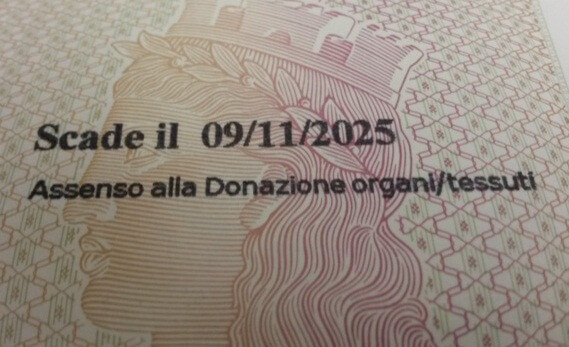 Scade il 09/11/2025
Assenso alla Donazione organi/tessuti